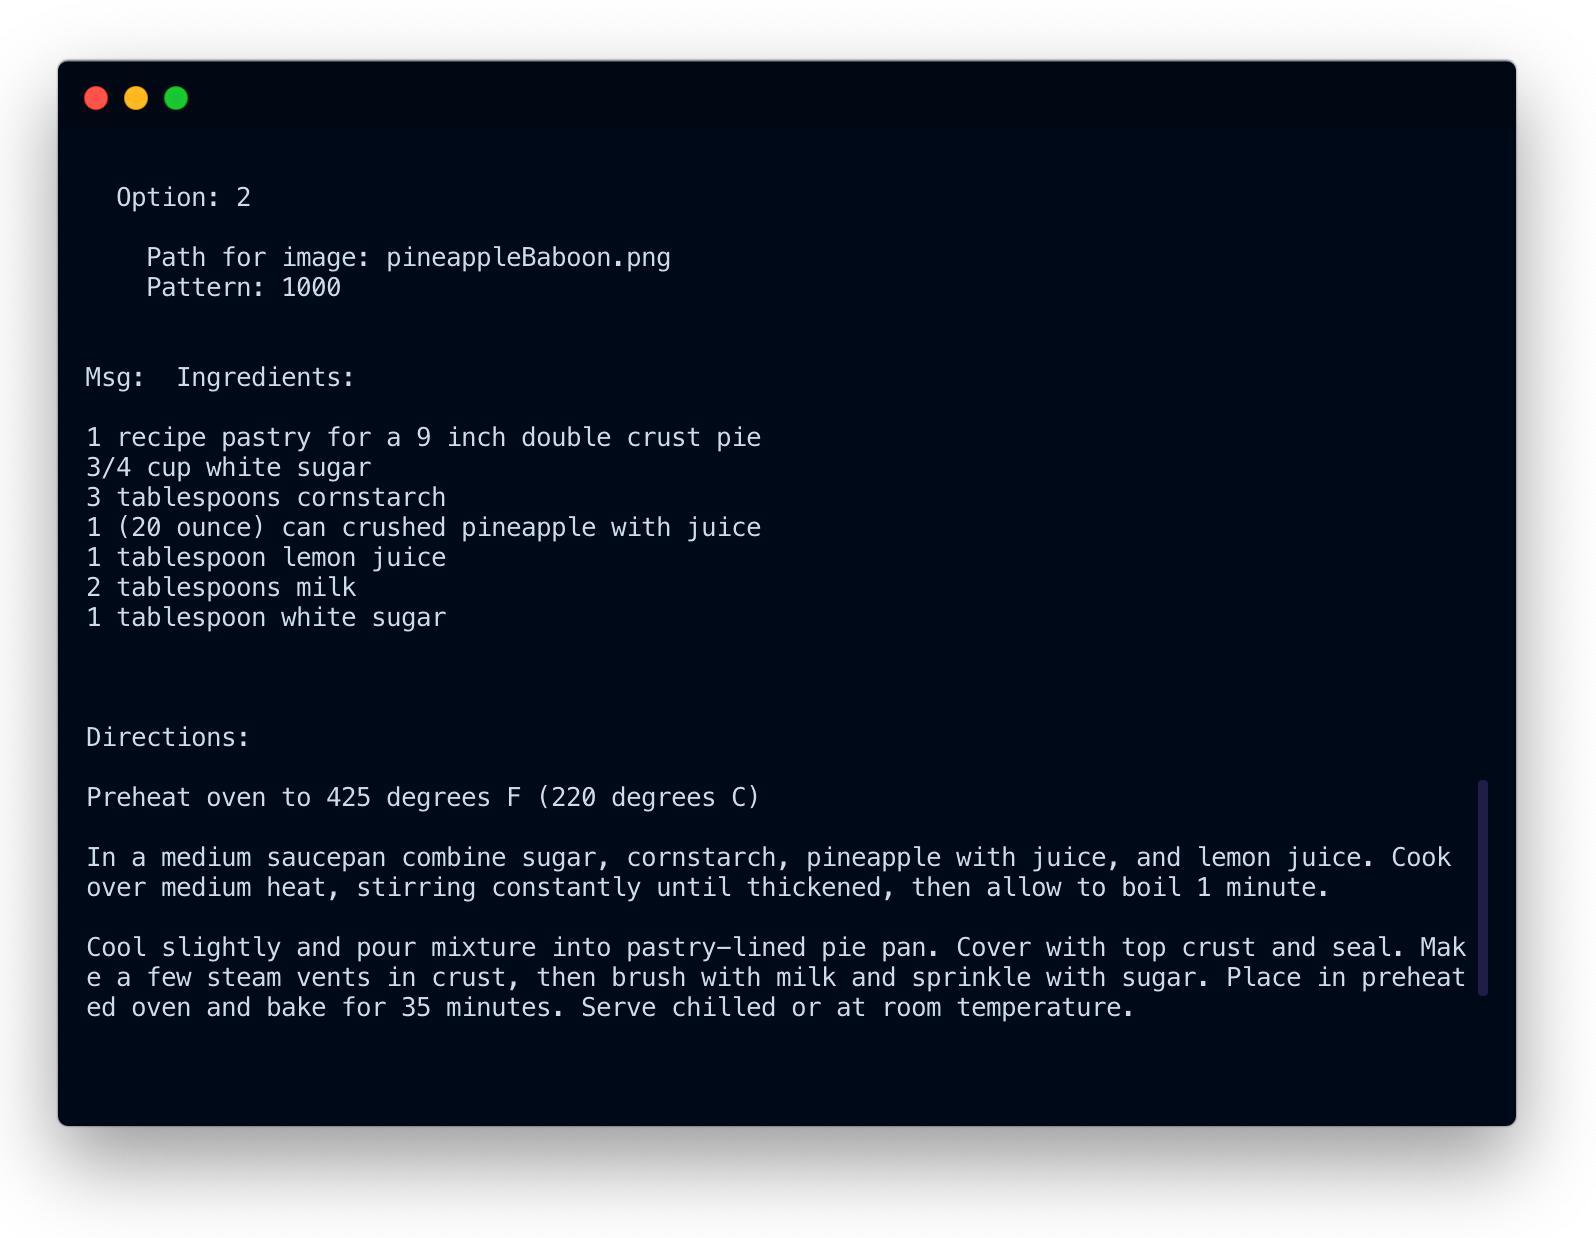 Option: 2
Path for image: pineappleBaboon.png
Pattern: 1000
Msg:  Ingredients:
1 recipe pastry for a 9 inch double crust pie
3/4 cup white sugar
3 tablespoons cornstarch
1 (20 ounce) can crushed pineapple with juice
1 tablespoon lemon juice
2 tablespoons milk
1 tablespoon white sugar
Directions:
Preheat oven to 425 degrees F (220 degrees C)
In a medium saucepan combine sugar, cornstarch, pineapple with juice, and lemon juice. Cook
over medium heat, stirring constantly until thickened, then allow to boil 1 minute.
Cool slightly and pour mixture into pastry-lined pie pan. Cover with top crust and seal. Mak
e a few steam vents in crust, then brush with milk and sprinkle with sugar. Place in preheat
ed oven and bake for 35 minutes. Serve chilled or at room temperature.